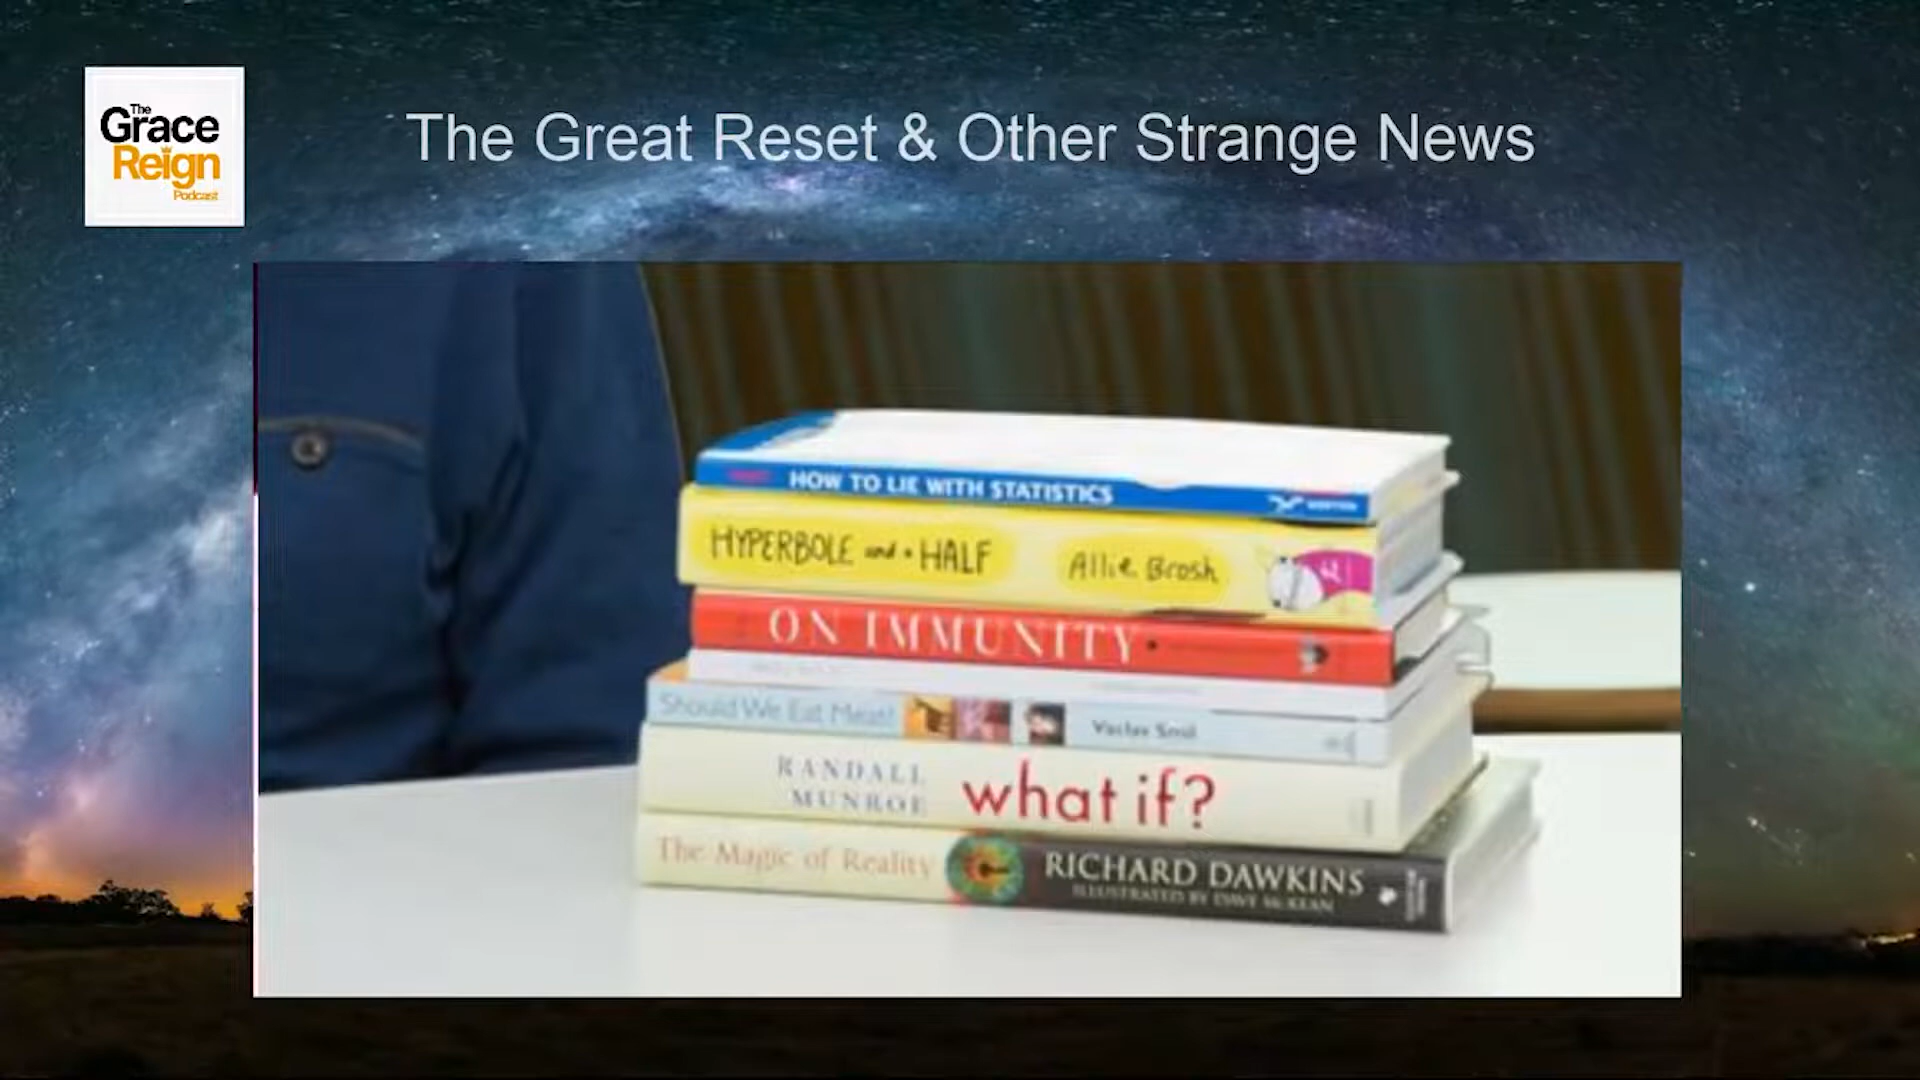 The
Grace
Reign
Podcast
The Great Reset & Other Strange News
HOW TO LIE WITH STATISTICS
HYPERBOLE and a HALF Allie Brosh
ON IMMUNITY
Should We Eat Meat? Vaclav Smil
RANDALL
MUNROE
what if?
The Magic of Reality RICHARD DAWKINS
ILLUSTRATED BY DAVE McKEAN